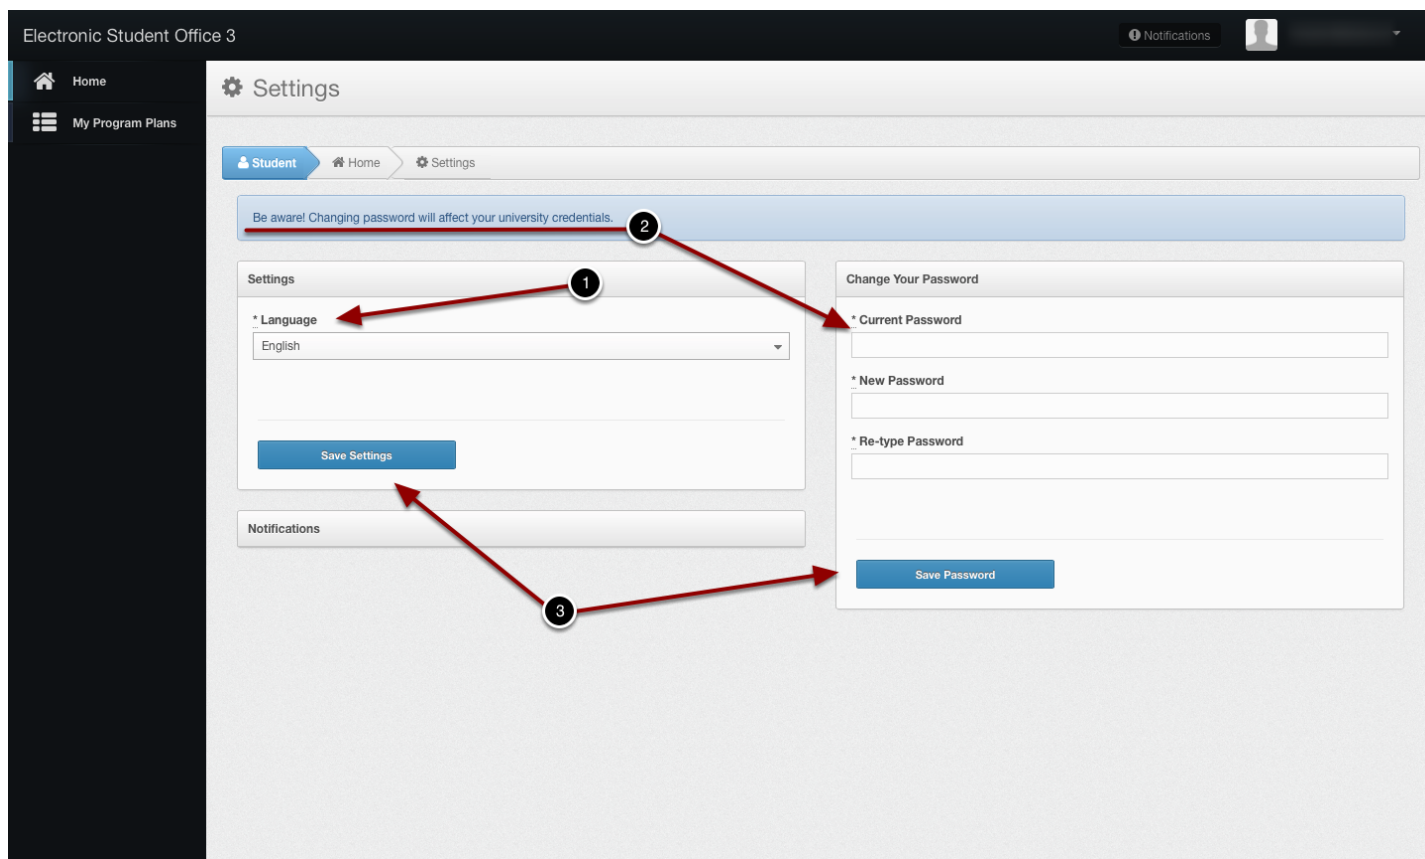 Electronic Student Office 3
Notifications
Home
My Program Plans
Settings
Student
Home
Settings
Be aware! Changing password will affect your university credentials.
2
Settings
1
* Language
English
Save Settings
Notifications
Change Your Password
* Current Password
* New Password
* Re-type Password
Save Password
3